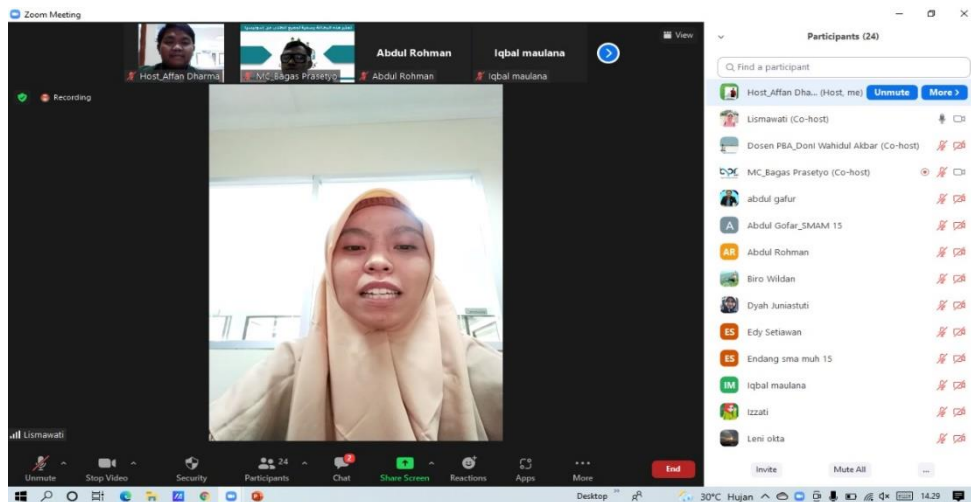 Zoom Meeting
Participants (24)
View
Find a participant
Host_Affan Dharma
MC_Bagas Prasetyo
Abdul Rohman
Abdul Rohman
Iqbal maulana
Iqbal maulana
Recording
Host_Affan Dha... (Host, me) Unmute More >
Lismawati (Co-host)
Dosen PBA_DonI Wahidul Akbar (Co-host)
MC_Bagas Prasetyo (Co-host)
abdul gafur
A Abdul Gofar_SMAM 15
AR Abdul Rohman
Biro Wildan
Dyah Juniastuti
ES Edy Setiawan
ES Endang sma muh 15
IM Iqbal maulana
Izzati
Leni okta
Lismawati
Unmute
Stop Video
Security
24
Participants
2
Chat
Share Screen
Reactions
Apps
More
End
Invite
Mute All
...
Desktop
30°C Hujan
14.29